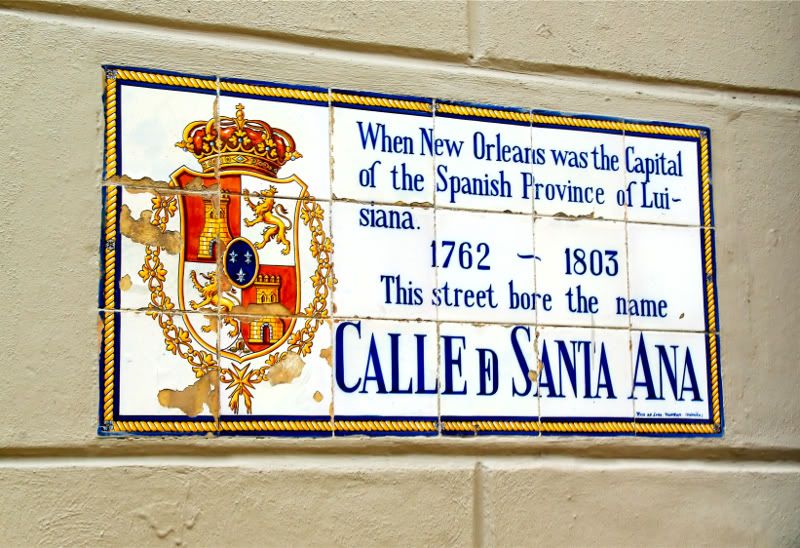 When New Orleans was the Capital
of the Spanish Province of Lui-
siana.
1762 ~ 1803
This street bore the name
CALLE D SANTA ANA